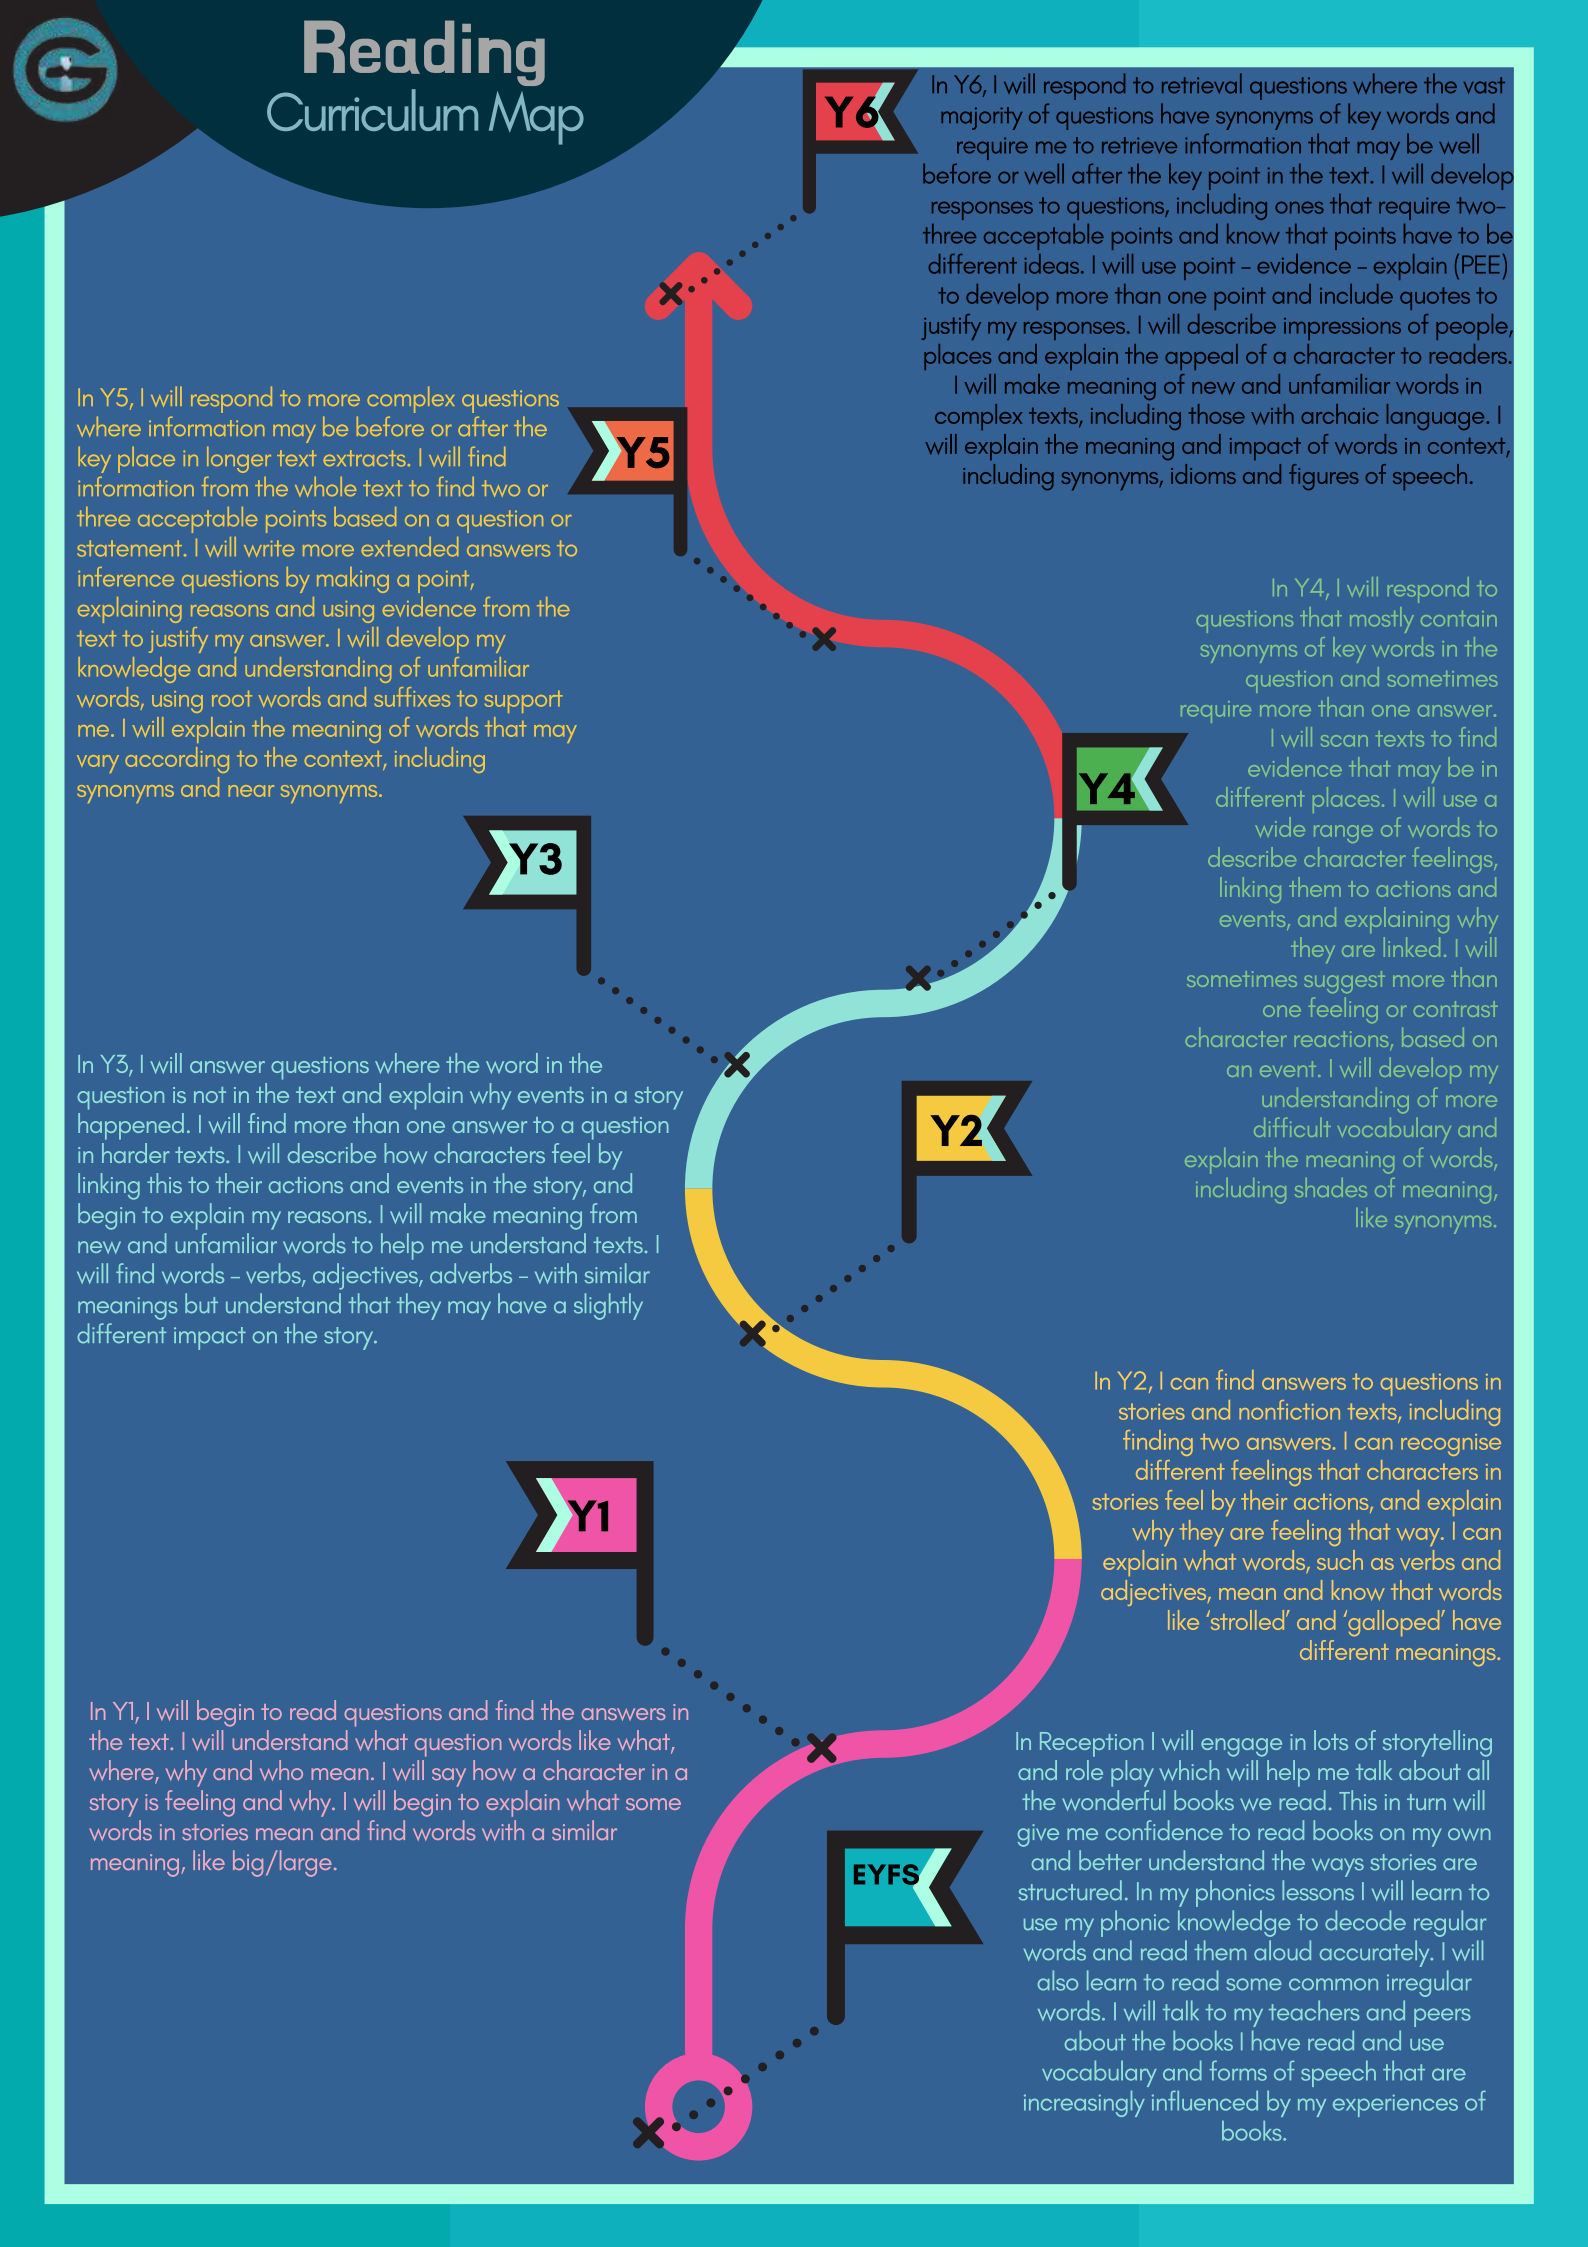 G
Reading
Curriculum Map
Y6
In Y6, I will respond to retrieval questions where the vast
majority of questions have synonyms of key words and
require me to retrieve information that may be well
before or well after the key point in the text. I will develop
responses to questions, including ones that require two-
three acceptable points and know that points have to be
different ideas. I will use point – evidence – explain (PEE)
to develop more than one point and include quotes to
justify my responses. I will describe impressions of people,
places and explain the appeal of a character to readers.
I will make meaning of new and unfamiliar words in
complex texts, including those with archaic language. I
will explain the meaning and impact of words in context,
including synonyms, idioms and figures of speech.
In Y5, I will respond to more complex questions
where information may be before or after the
key place in longer text extracts. I will find
information from the whole text to find two or
three acceptable points based on a question or
statement. I will write more extended answers to
inference questions by making a point,
explaining reasons and using evidence from the
text to justify my answer. I will develop my
knowledge and understanding of unfamiliar
words, using root words and suffixes to support
me. I will explain the meaning of words that may
vary according to the context, including
synonyms and near synonyms.
Y5
In Y4, I will respond to
questions that mostly contain
synonyms of key words in the
question and sometimes
require more than one answer.
I will scan texts to find
evidence that may be in
different places. I will use a
wide range of words to
describe character feelings,
linking them to actions and
events, and explaining why
they are linked. I will
sometimes suggest more than
one feeling or contrast
character reactions, based on
an event. I will develop my
understanding of more
difficult vocabulary and
explain the meaning of words,
including shades of meaning,
like synonyms.
Y4
Y3
In Y3, I will answer questions where the word in the
question is not in the text and explain why events in a story
happened. I will find more than one answer to a question
in harder texts. I will describe how characters feel by
linking this to their actions and events in the story, and
begin to explain my reasons. I will make meaning from
new and unfamiliar words to help me understand texts. I
will find words – verbs, adjectives, adverbs – with similar
meanings but understand that they may have a slightly
different impact on the story.
Y2
In Y2, I can find answers to questions in
stories and nonfiction texts, including
finding two answers. I can recognise
different feelings that characters in
stories feel by their actions, and explain
why they are feeling that way. I can
explain what words, such as verbs and
adjectives, mean and know that words
like ‘strolled’ and ‘galloped’ have
different meanings.
Y1
In Y1, I will begin to read questions and find the answers in
the text. I will understand what question words like what,
where, why and who mean. I will say how a character in a
story is feeling and why. I will begin to explain what some
words in stories mean and find words with a similar
meaning, like big/large.
In Reception I will engage in lots of storytelling
and role play which will help me talk about all
the wonderful books we read. This in turn will
give me confidence to read books on my own
and better understand the ways stories are
structured. In my phonics lessons I will learn to
use my phonic knowledge to decode regular
words and read them aloud accurately. I will
also learn to read some common irregular
words. I will talk to my teachers and peers
about the books I have read and use
vocabulary and forms of speech that are
increasingly influenced by my experiences of
books.
EYFS